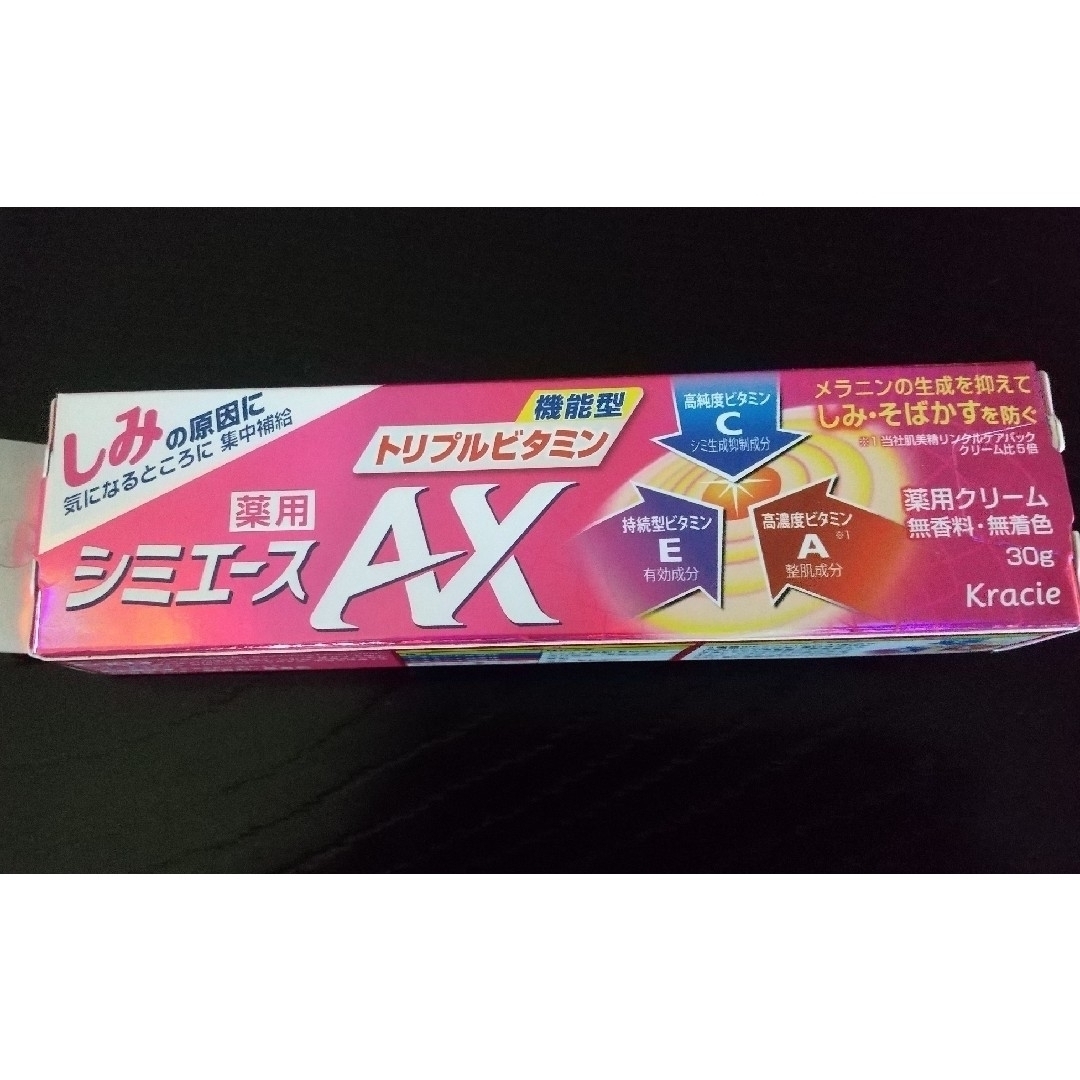 しみの原因に
気になるところに 集中補給
薬用
シミエース AX
機能型
トリプルビタミン
高純度ビタミン
C
シミ生成抑制成分
持続型ビタミン
E
有効成分
高濃度ビタミン
A※1
整肌成分
メラニンの生成を抑えて
しみ・そばかすを防ぐ
※1 当社肌美精リンクルケアパック
クリーム比5倍
薬用クリーム
無香料・無着色
30g
Kracie